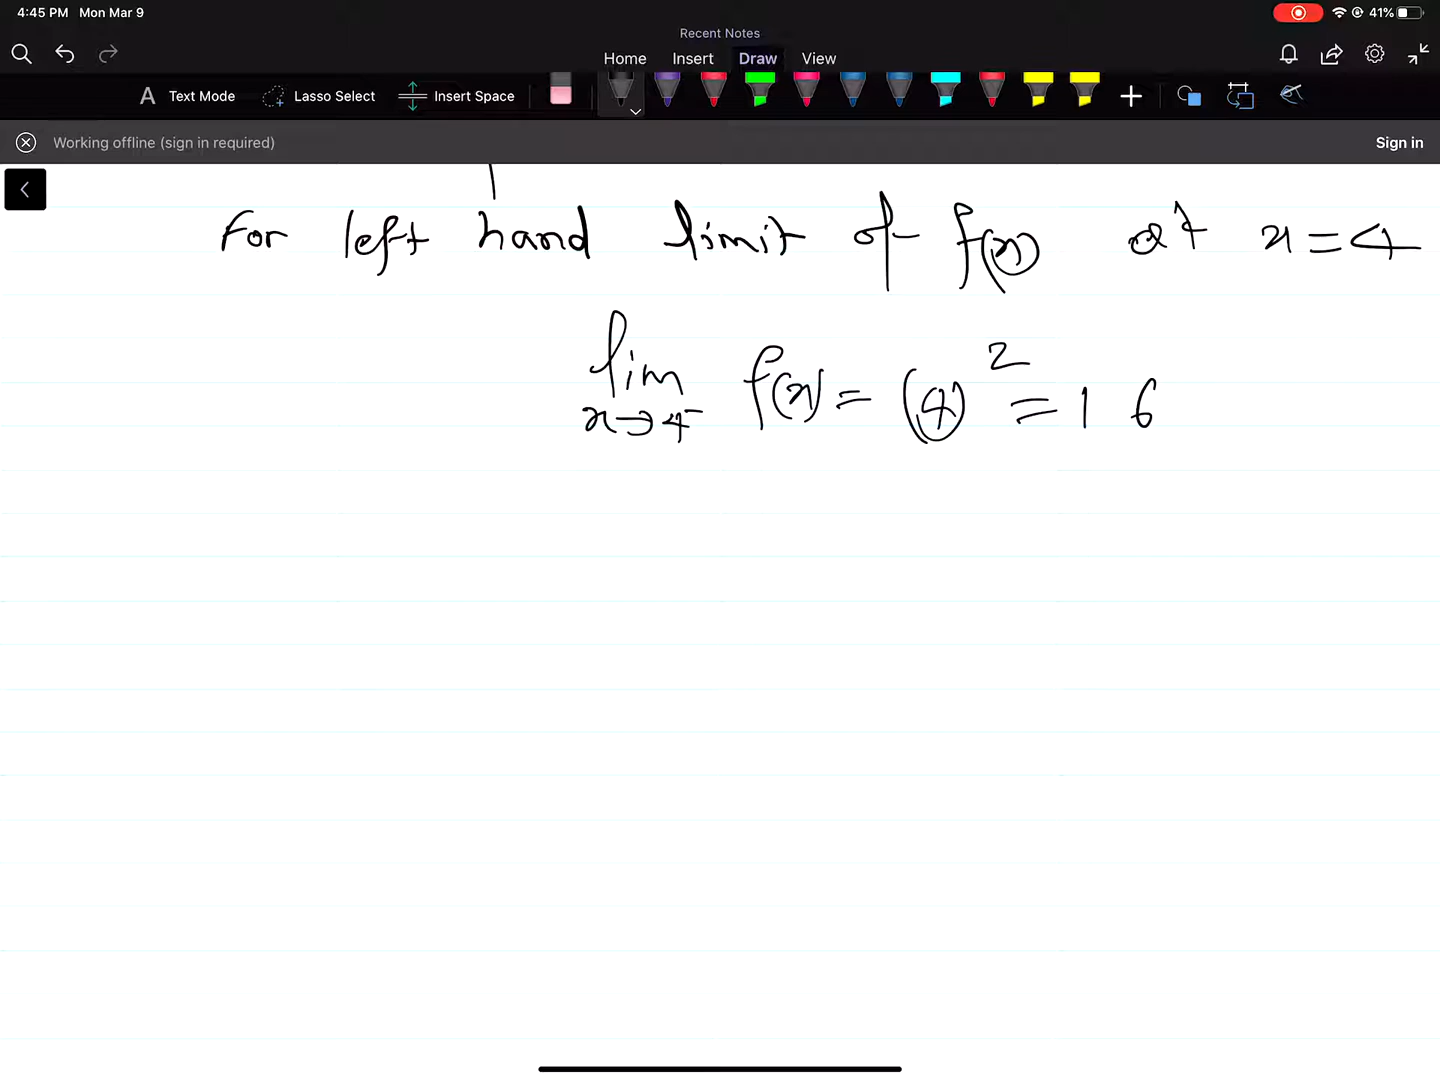 4:45 PM Mon Mar 9 41%
Recent Notes
Home Insert Draw View
A Text Mode Lasso Select Insert Space
Working offline (sign in required) Sign in
For left hand limit of f(x) at x = 4
lim f(x) = (4)² = 16
x→4⁻